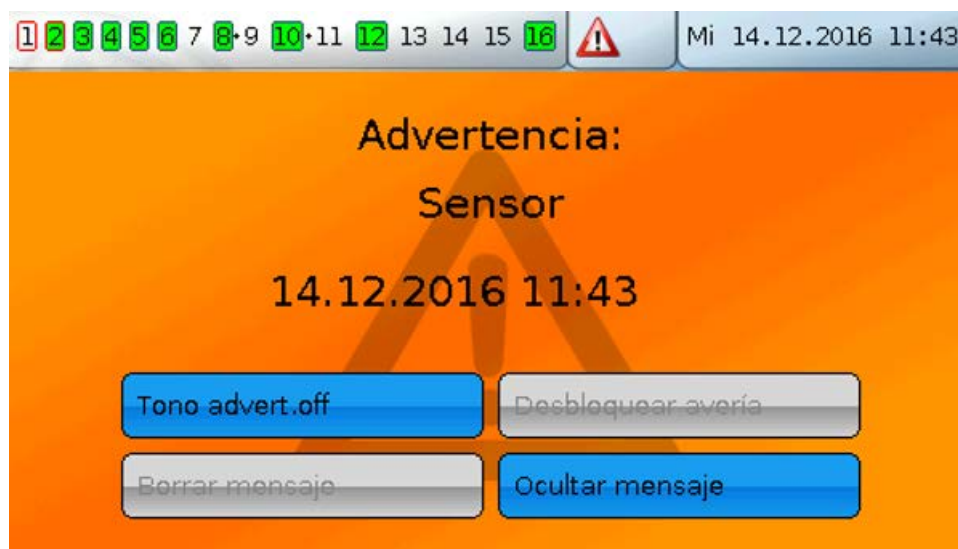 1 2 3 4 5 6 7 8•9 10•11 12 13 14 15 16 Mi 14.12.2016 11:43
Advertencia:
Sensor
14.12.2016 11:43
Tono advert.off Desbloquear avería
Borrar mensaje Ocultar mensaje